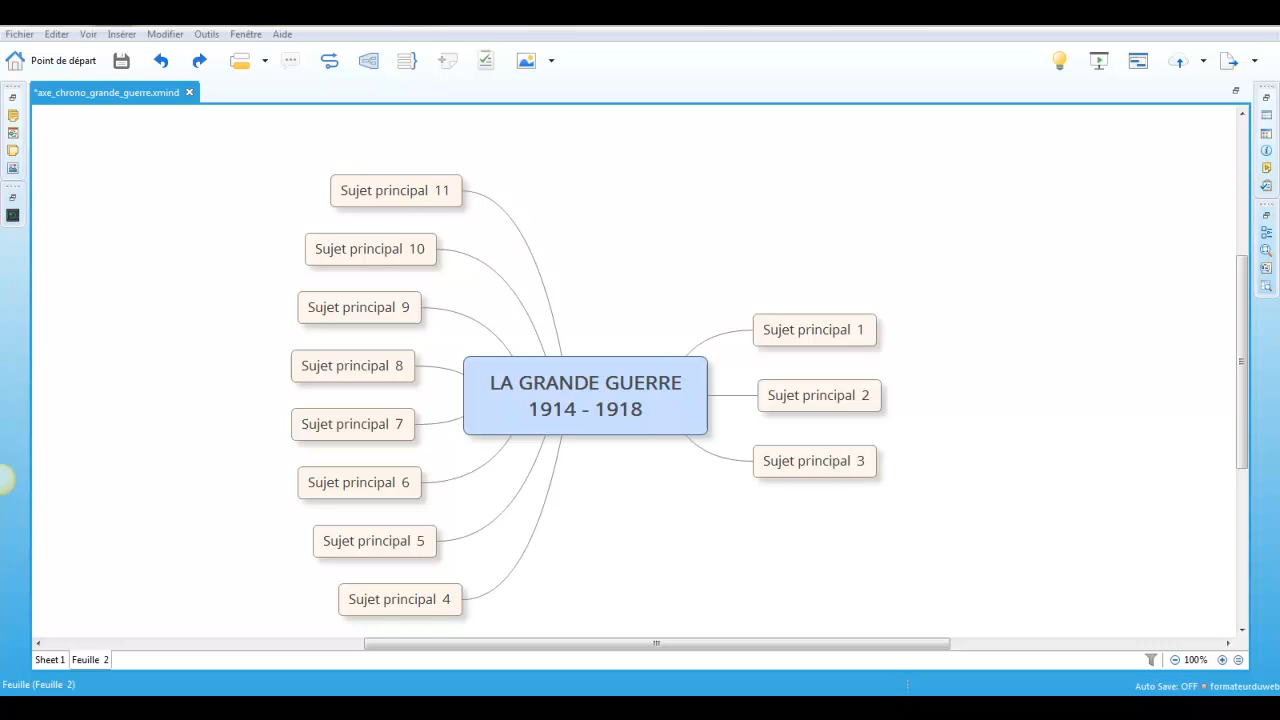 Fichier Editer Voir Insérer Modifier Outils Fenêtre Aide
Point de départ
*axe_chrono_grande_guerre.xmind
Sujet principal 11
Sujet principal 10
Sujet principal 9
Sujet principal 8
Sujet principal 7
Sujet principal 6
Sujet principal 5
Sujet principal 4
LA GRANDE GUERRE
1914 - 1918
Sujet principal 1
Sujet principal 2
Sujet principal 3
Sheet 1 Feuille 2
100%
Feuille (Feuille 2)
Auto Save: OFF formateurduweb